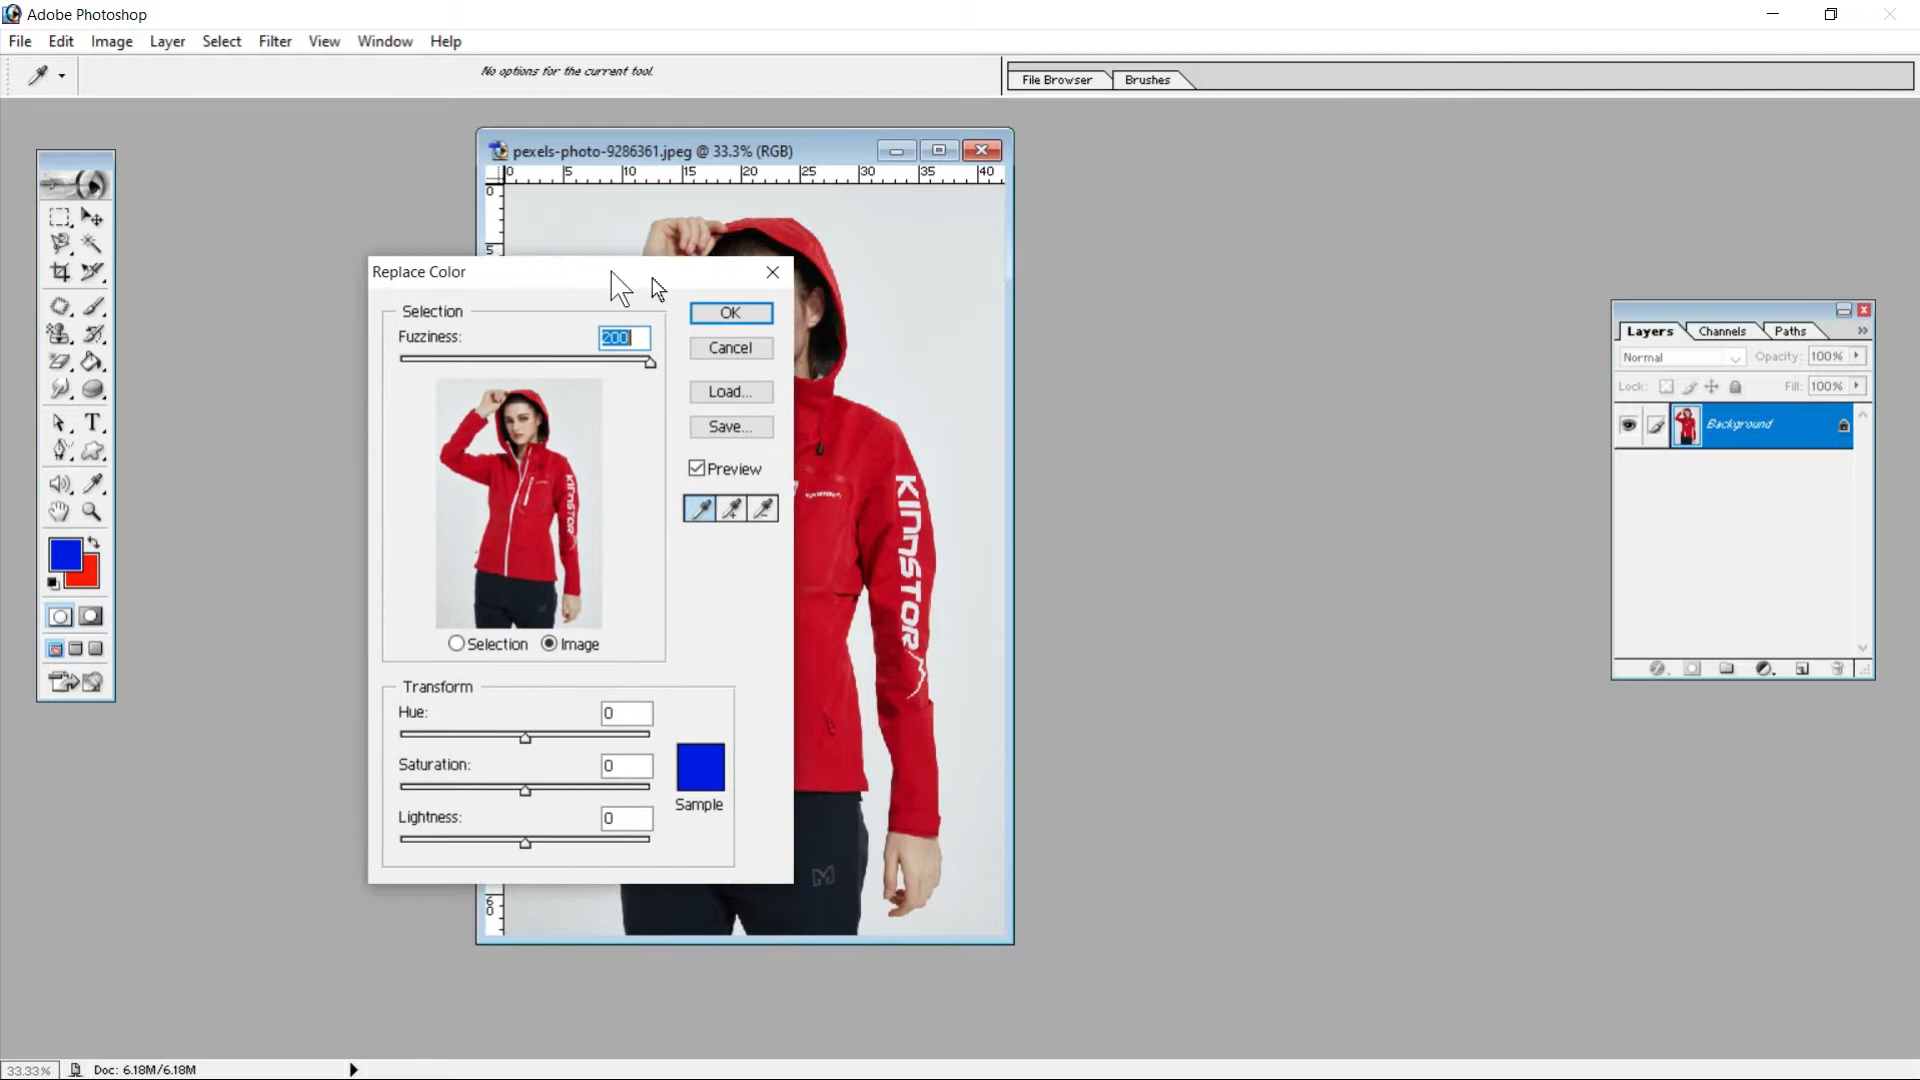 Adobe Photoshop
File Edit Image Layer Select Filter View Window Help
No options for the current tool.
File Browser Brushes
pexels-photo-9286361.jpeg @ 33.3% (RGB)
0 5 10 15 20 25 30 35 40
0
5
Replace Color
Selection
Fuzziness: 200
OK
Cancel
Load...
Save...
Preview
Selection Image
Transform
Hue: 0
Saturation: 0
Lightness: 0
Sample
KINNSTOR
60
Layers Channels Paths
Normal Opacity: 100%
Lock: Fill: 100%
Background
33.33% Doc: 6.18M/6.18M